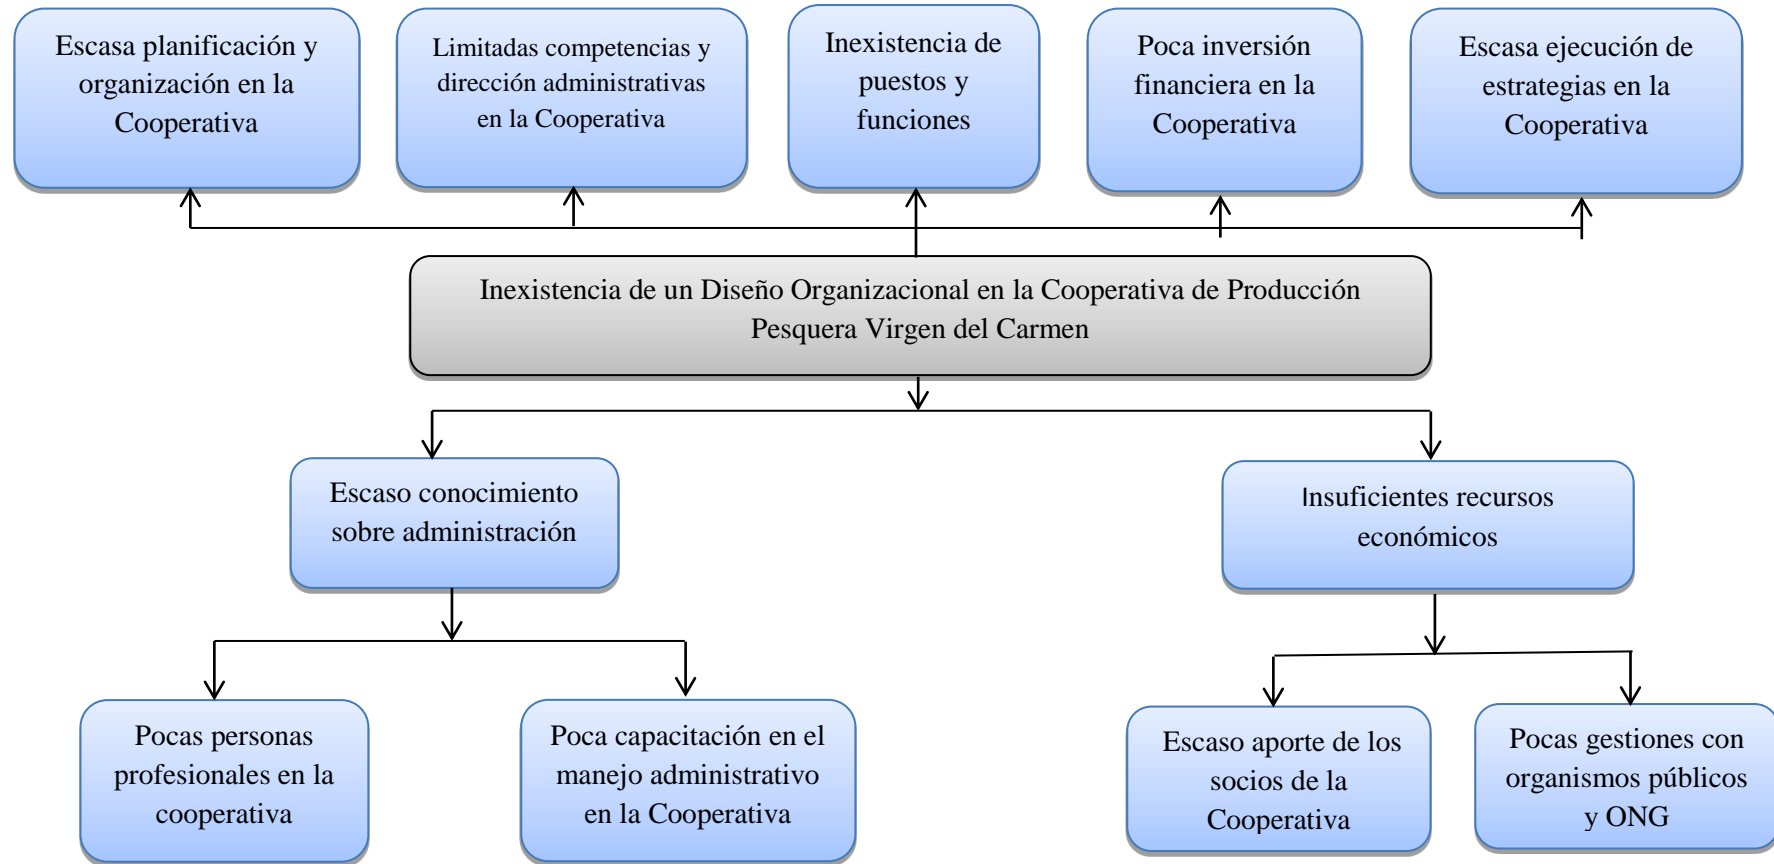 Escasa planificación y
organización en la
Cooperativa
Limitadas competencias y
dirección administrativas
en la Cooperativa
Inexistencia de
puestos y
funciones
Poca inversión
financiera en la
Cooperativa
Escasa ejecución de
estrategias en la
Cooperativa
Inexistencia de un Diseño Organizacional en la Cooperativa de Producción
Pesquera Virgen del Carmen
Escaso conocimiento
sobre administración
Insuficientes recursos
económicos
Pocas personas
profesionales en la
cooperativa
Poca capacitación en el
manejo administrativo
en la Cooperativa
Escaso aporte de los
socios de la
Cooperativa
Pocas gestiones con
organismos públicos
y ONG